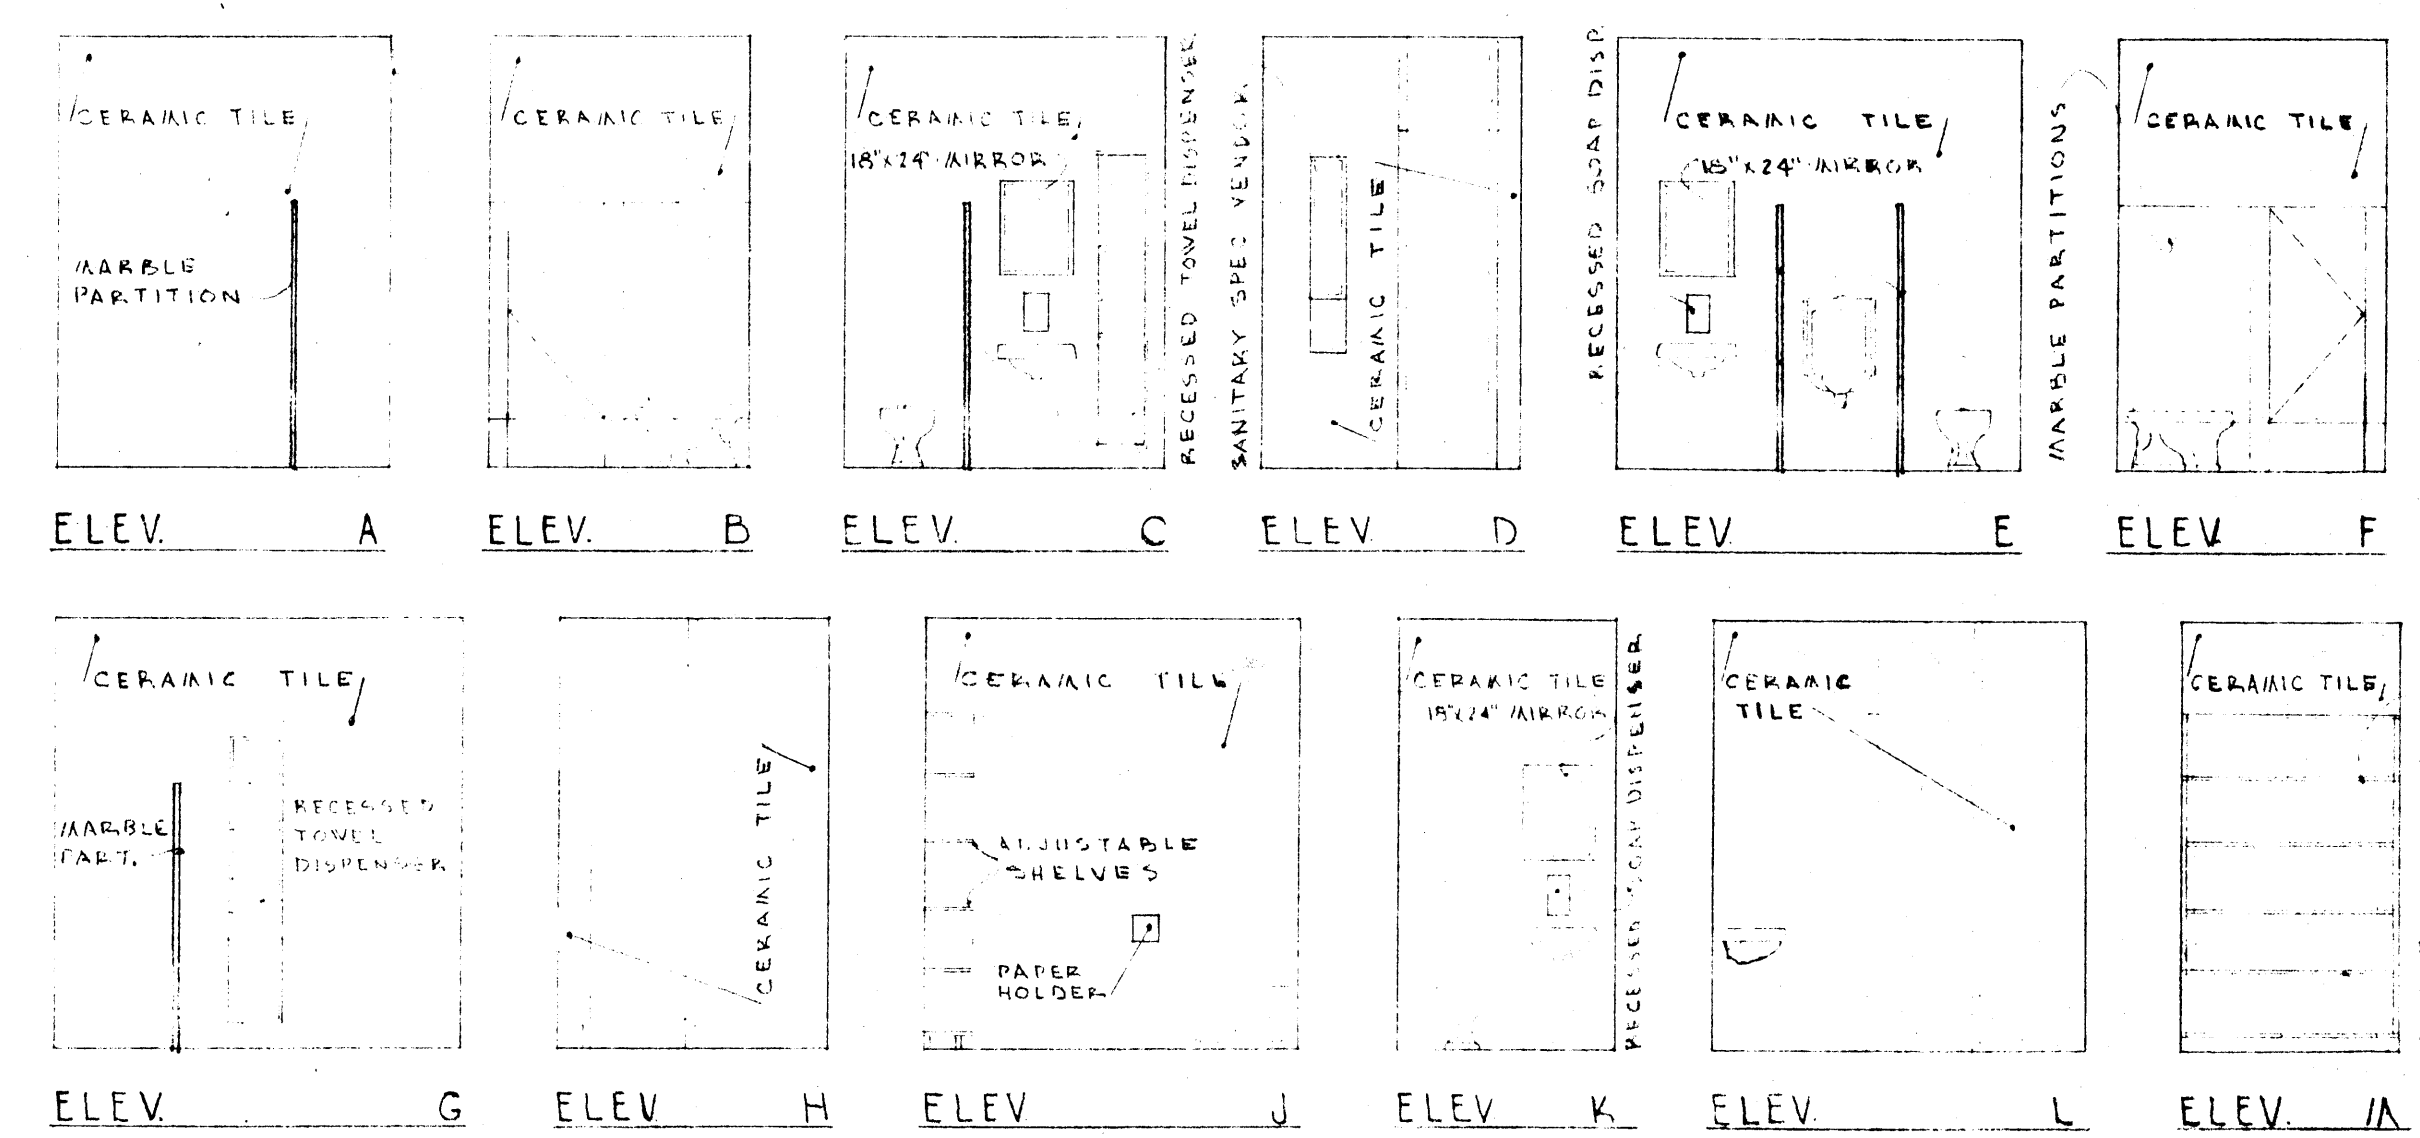 CERAMIC TILE
MARBLE
PARTITION
ELEV. A
CERAMIC TILE
ELEV. B
CERAMIC TILE
18"x24" MIRROR
RECESSED TOWEL DISPENSER
ELEV. C
SANITARY SPEC VENDOR
CERAMIC TILE
ELEV. D
RECESSED SOAP DISP.
CERAMIC TILE
18"x24" MIRROR
ELEV. E
MARBLE PARTITIONS
CERAMIC TILE
ELEV. F
CERAMIC TILE
MARBLE
PART.
RECESSED
TOWEL
DISPENSER
ELEV. G
CERAMIC TILE
ELEV. H
CERAMIC TILE
ADJUSTABLE
SHELVES
PAPER
HOLDER
ELEV. J
CERAMIC TILE
18"x24" MIRROR
RECESSED SOAP DISPENSER
ELEV. K
CERAMIC
TILE
ELEV. L
CERAMIC TILE
ELEV. M